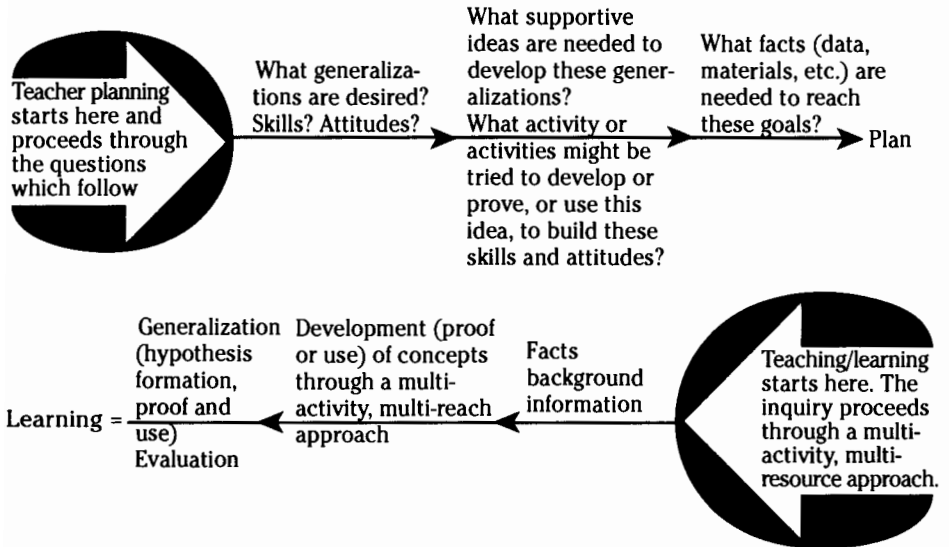 Teacher planning
starts here and
proceeds through
the questions
which follow
What generaliza-
tions are desired?
Skills? Attitudes?
What supportive
ideas are needed to
develop these gener-
alizations?
What activity or
activities might be
tried to develop or
prove, or use this
idea, to build these
skills and attitudes?
What facts (data,
materials, etc.) are
needed to reach
these goals?
Plan
Learning =
Generalization
(hypothesis
formation,
proof and
use)
Evaluation
Development (proof
or use) of concepts
through a multi-
activity, multi-reach
approach
Facts
background
information
Teaching/learning
starts here. The
inquiry proceeds
through a multi-
activity, multi-
resource approach.